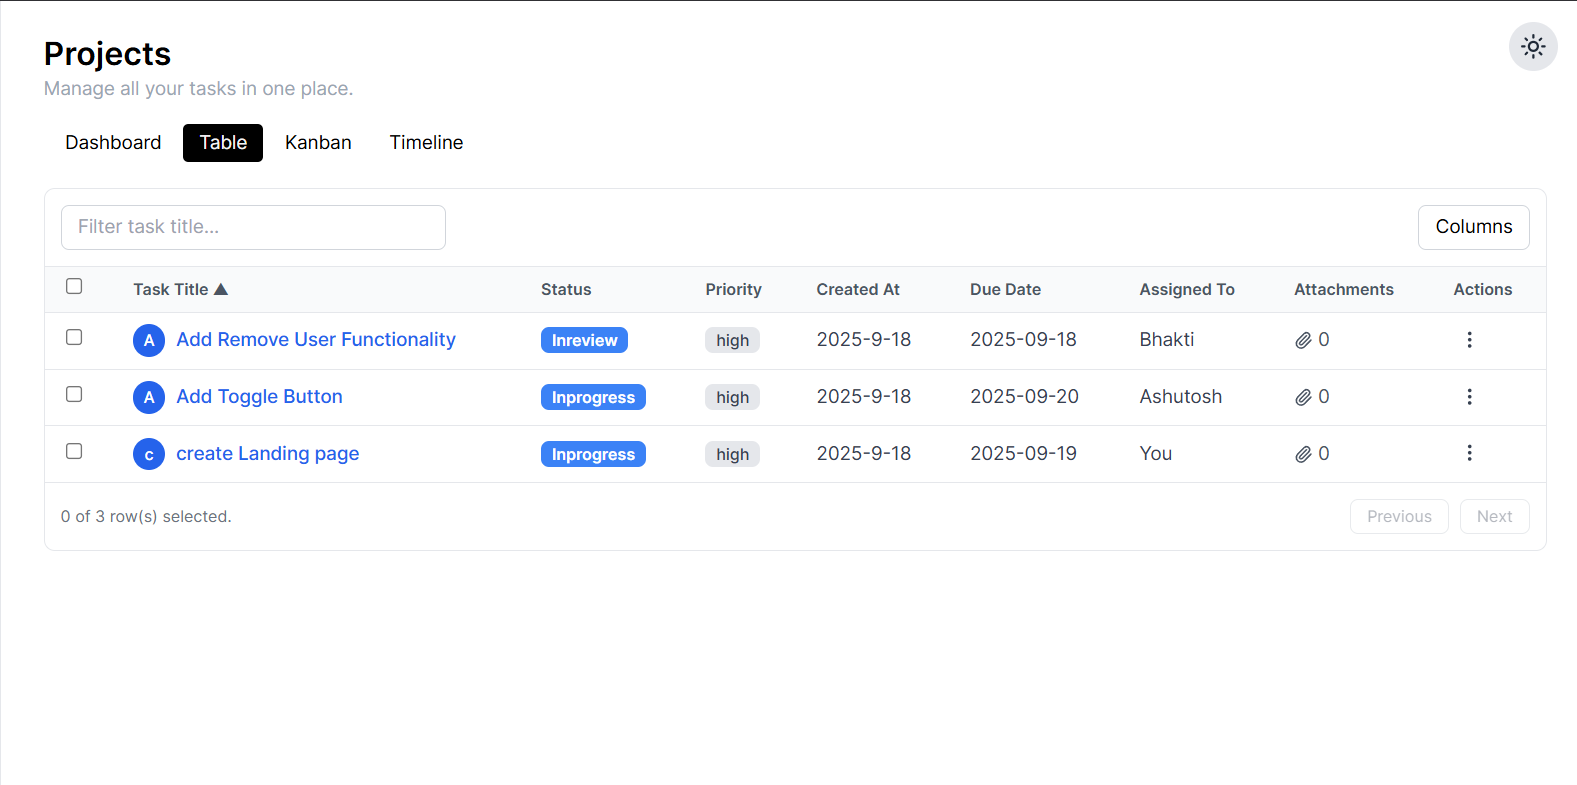 Projects
Manage all your tasks in one place.
Dashboard Table Kanban Timeline
Filter task title...
Columns
Task Title ▲ Status Priority Created At Due Date Assigned To Attachments Actions
A Add Remove User Functionality Inreview high 2025-9-18 2025-09-18 Bhakti 0
A Add Toggle Button Inprogress high 2025-9-18 2025-09-20 Ashutosh 0
c create Landing page Inprogress high 2025-9-18 2025-09-19 You 0
0 of 3 row(s) selected.
Previous Next